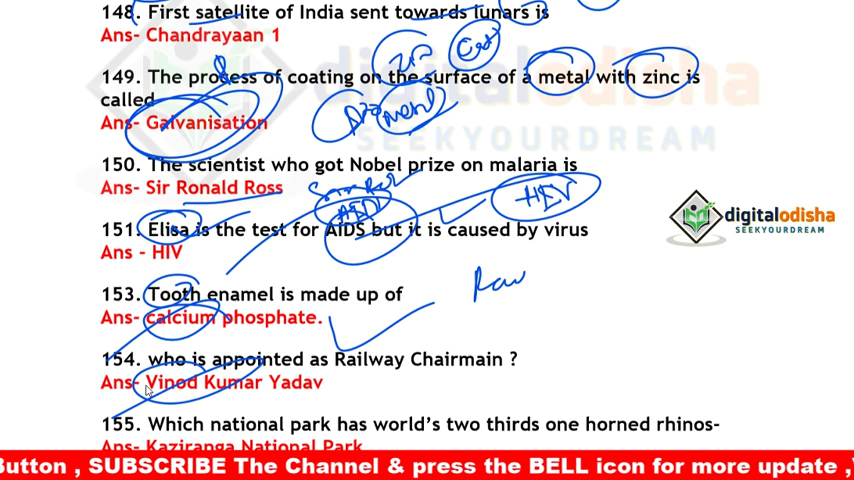 148. First satellite of India sent towards lunars is
Ans- Chandrayaan 1
149. The process of coating on the surface of a metal with zinc is
called
Ans- Galvanisation
150. The scientist who got Nobel prize on malaria is
Ans- Sir Ronald Ross
HIV
AIDS
151. Elisa is the test for AIDS but it is caused by virus
Ans - HIV
153. Tooth enamel is made up of
Ans- calcium phosphate.
154. who is appointed as Railway Chairmain ?
Ans- Vinod Kumar Yadav
155. Which national park has world's two thirds one horned rhinos-
Ans- Kaziranga National Park
digitalodisha
SEEKYOURDREAM
digitalodisha
SEEKYOURDREAM
Button , SUBSCRIBE The Channel & press the BELL icon for more update ,